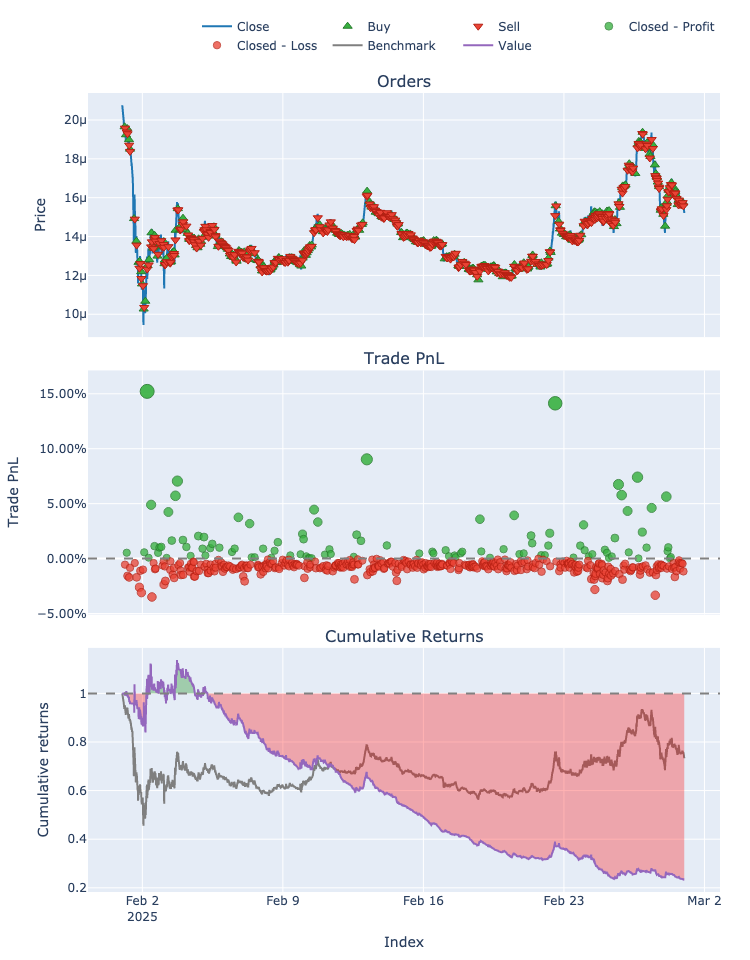 Close Buy Sell Closed - Profit
Closed - Loss Benchmark Value
Orders
20μ
18μ
16μ
14μ
12μ
10μ
Price
Trade PnL
15.00%
10.00%
5.00%
0.00%
−5.00%
Trade PnL
Cumulative Returns
1
0.8
0.6
0.4
0.2
Cumulative returns
Feb 2 Feb 9 Feb 16 Feb 23 Mar 2
2025
Index